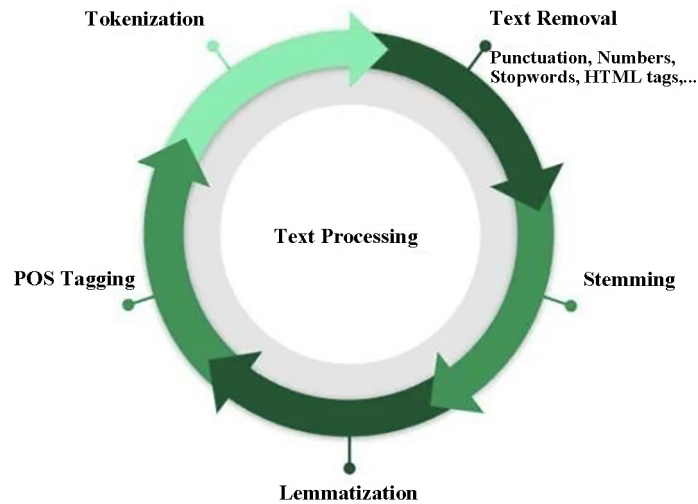 Tokenization
Text Removal
Punctuation, Numbers,
Stopwords, HTML tags,...
Text Processing
POS Tagging
Stemming
Lemmatization